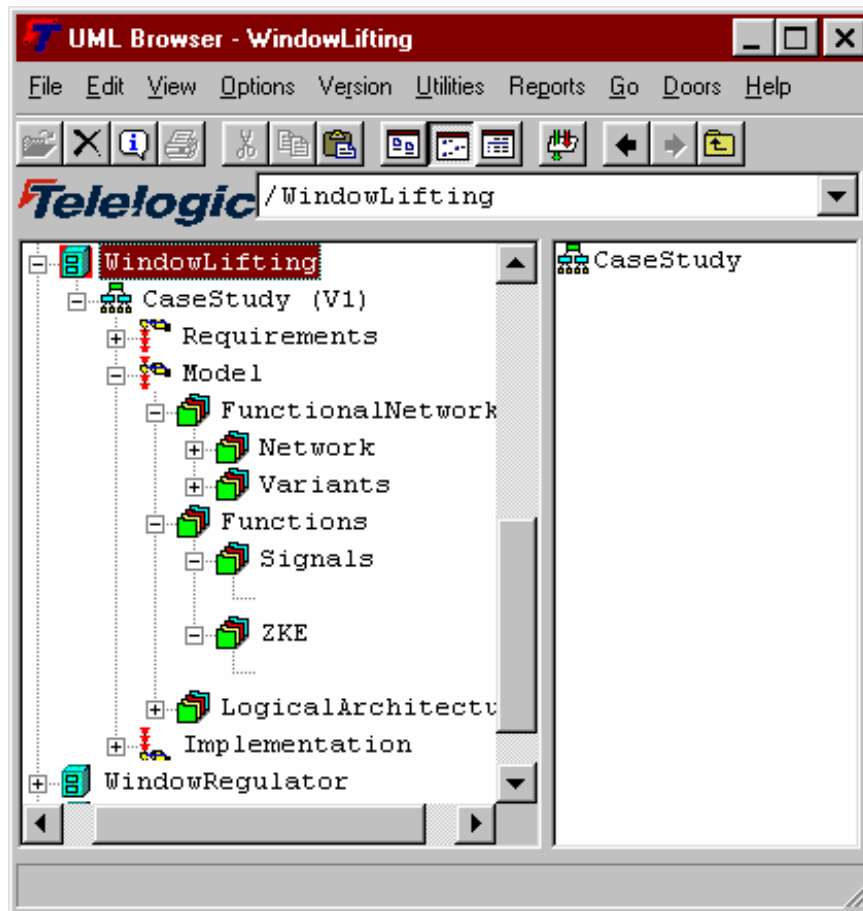 UML Browser - WindowLifting
File Edit View Options Version Utilities Reports Go Doors Help
Telelogic /WindowLifting
WindowLifting
CaseStudy (V1)
Requirements
Model
FunctionalNetwork
Network
Variants
Functions
Signals
ZKE
LogicalArchitectu
Implementation
WindowRegulator
CaseStudy